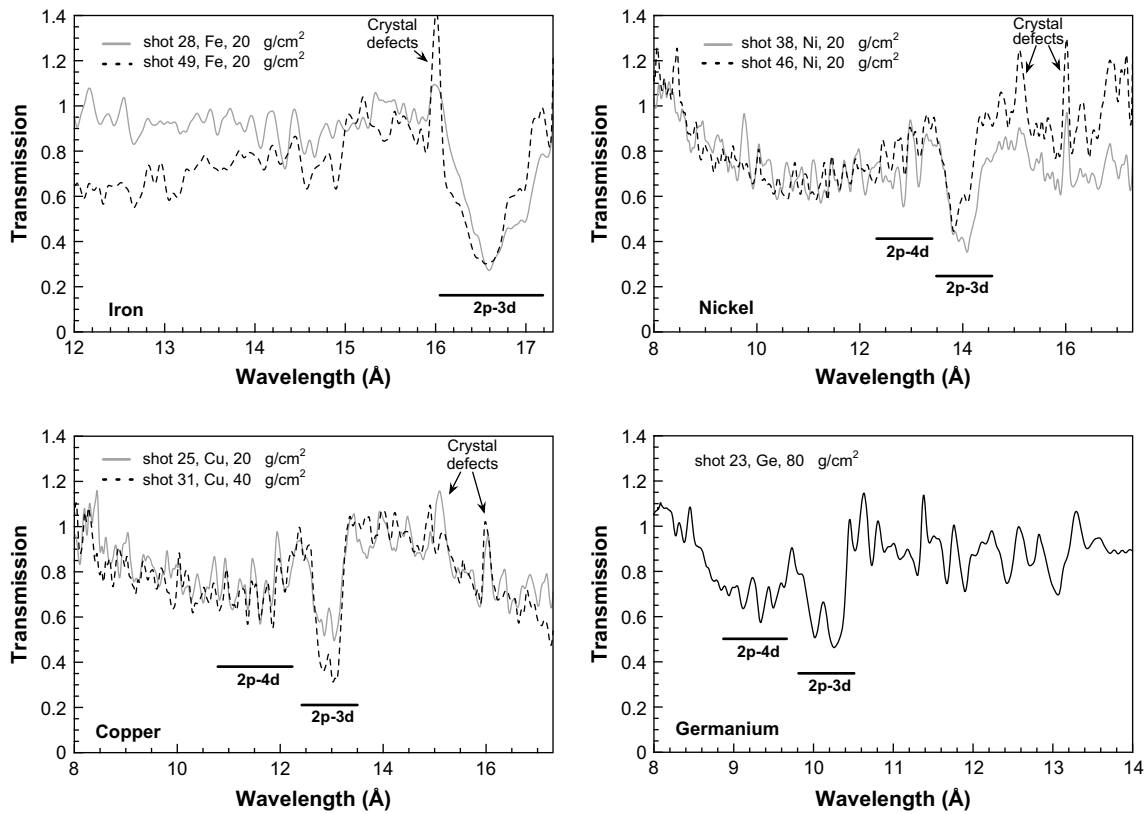 1.4
1.2
1
0.8
0.6
0.4
0.2
0
Transmission
Crystal
defects
shot 28, Fe, 20 g/cm2
shot 49, Fe, 20 g/cm2
2p-3d
Iron
12 13 14 15 16 17
Wavelength (Å)
1.4
1.2
1
0.8
0.6
0.4
0.2
0
Transmission
Crystal
defects
shot 38, Ni, 20 g/cm2
shot 46, Ni, 20 g/cm2
2p-4d
2p-3d
Nickel
8 10 12 14 16
Wavelength (Å)
1.4
1.2
1
0.8
0.6
0.4
0.2
0
Transmission
Crystal
defects
shot 25, Cu, 20 g/cm2
shot 31, Cu, 40 g/cm2
2p-4d
2p-3d
Copper
8 10 12 14 16
Wavelength (Å)
1.4
1.2
1
0.8
0.6
0.4
0.2
0
Transmission
shot 23, Ge, 80 g/cm2
2p-4d
2p-3d
Germanium
8 9 10 11 12 13 14
Wavelength (Å)